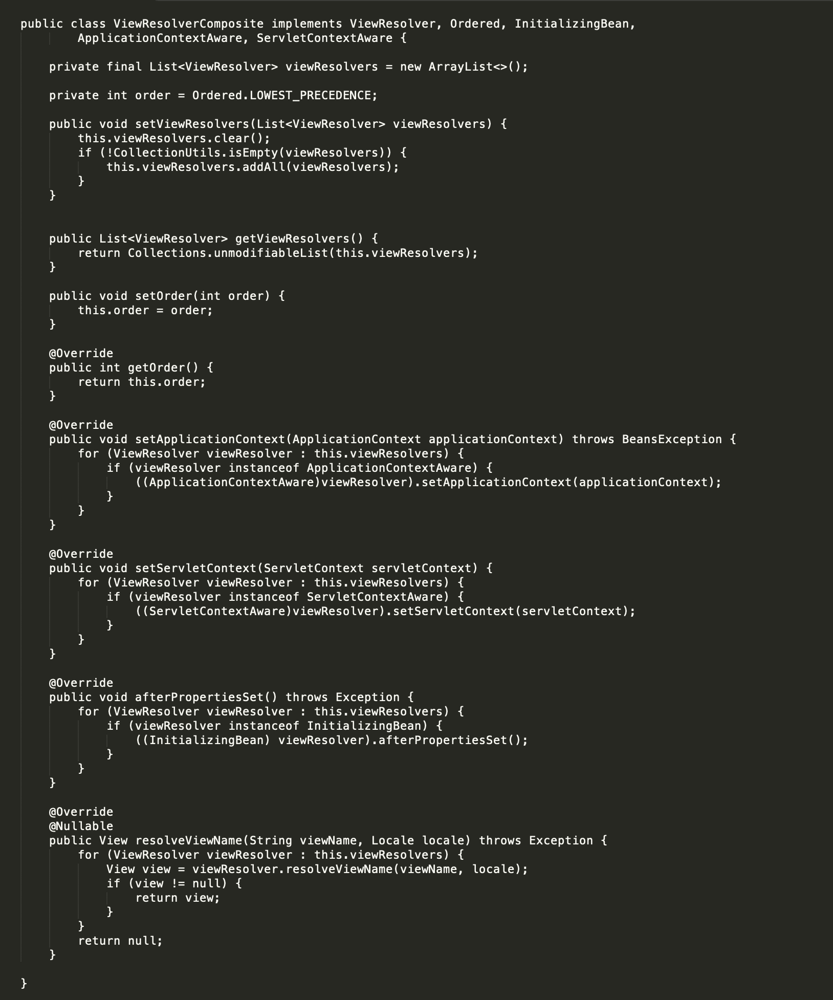 public class ViewResolverComposite implements ViewResolver, Ordered, InitializingBean,
        ApplicationContextAware, ServletContextAware {

    private final List<ViewResolver> viewResolvers = new ArrayList<>();

    private int order = Ordered.LOWEST_PRECEDENCE;

    public void setViewResolvers(List<ViewResolver> viewResolvers) {
        this.viewResolvers.clear();
        if (!CollectionUtils.isEmpty(viewResolvers)) {
            this.viewResolvers.addAll(viewResolvers);
        }
    }


    public List<ViewResolver> getViewResolvers() {
        return Collections.unmodifiableList(this.viewResolvers);
    }

    public void setOrder(int order) {
        this.order = order;
    }

    @Override
    public int getOrder() {
        return this.order;
    }

    @Override
    public void setApplicationContext(ApplicationContext applicationContext) throws BeansException {
        for (ViewResolver viewResolver : this.viewResolvers) {
            if (viewResolver instanceof ApplicationContextAware) {
                ((ApplicationContextAware)viewResolver).setApplicationContext(applicationContext);
            }
        }
    }

    @Override
    public void setServletContext(ServletContext servletContext) {
        for (ViewResolver viewResolver : this.viewResolvers) {
            if (viewResolver instanceof ServletContextAware) {
                ((ServletContextAware)viewResolver).setServletContext(servletContext);
            }
        }
    }

    @Override
    public void afterPropertiesSet() throws Exception {
        for (ViewResolver viewResolver : this.viewResolvers) {
            if (viewResolver instanceof InitializingBean) {
                ((InitializingBean) viewResolver).afterPropertiesSet();
            }
        }
    }

    @Override
    @Nullable
    public View resolveViewName(String viewName, Locale locale) throws Exception {
        for (ViewResolver viewResolver : this.viewResolvers) {
            View view = viewResolver.resolveViewName(viewName, locale);
            if (view != null) {
                return view;
            }
        }
        return null;
    }

}